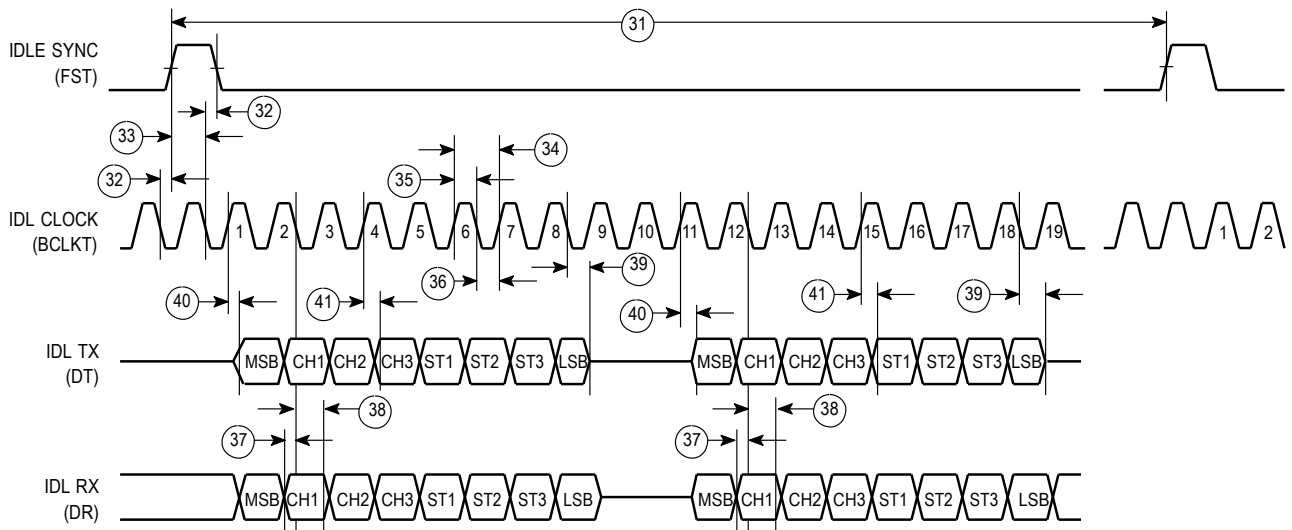 31
IDLE SYNC
(FST)
32
33
34
32
35
IDL CLOCK
(BCLKT)
1 2 3 4 5 6 7 8 9 10 11 12 13 14 15 16 17 18 19 1 2
36
39
40
41
40
41
39
IDL TX
(DT)
MSB CH1 CH2 CH3 ST1 ST2 ST3 LSB MSB CH1 CH2 CH3 ST1 ST2 ST3 LSB
38
38
37
37
IDL RX
(DR)
MSB CH1 CH2 CH3 ST1 ST2 ST3 LSB MSB CH1 CH2 CH3 ST1 ST2 ST3 LSB